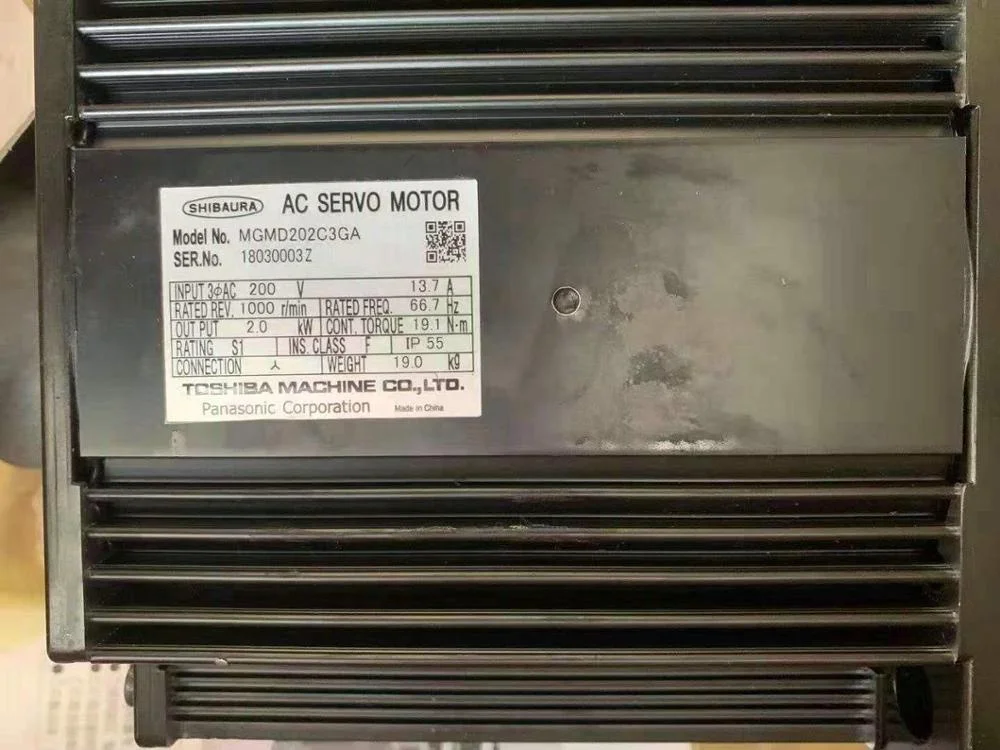 SHIBAURA AC SERVO MOTOR
Model No. MGMD202C3GA
SER.No. 18030003Z
INPUT 3ϕAC 200 V 13.7 A
RATED REV. 1000 r/min RATED FREQ. 66.7 Hz
OUTPUT 2.0 kW CONT. TORQUE 19.1 N·m
RATING S1 INS. CLASS F IP 55
CONNECTION 人 WEIGHT 19.0 kg
TOSHIBA MACHINE CO.,LTD.
Panasonic Corporation Made in China